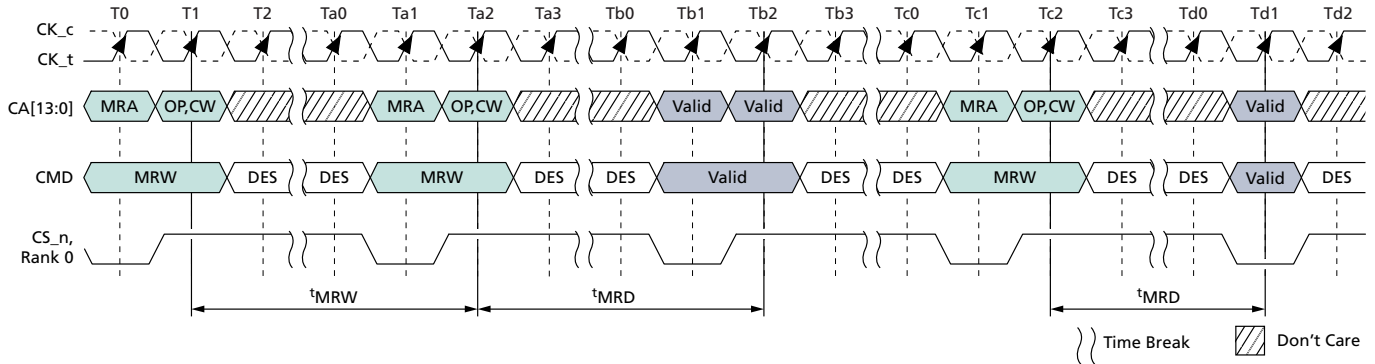 T0 T1 T2 Ta0 Ta1 Ta2 Ta3 Tb0 Tb1 Tb2 Tb3 Tc0 Tc1 Tc2 Tc3 Td0 Td1 Td2
CK_c
CK_t
CA[13:0] MRA OP,CW MRA OP,CW Valid Valid MRA OP,CW Valid
CMD MRW DES DES MRW DES DES Valid DES DES MRW DES DES Valid DES
CS_n,
Rank 0
tMRW tMRD tMRD
Time Break Don't Care